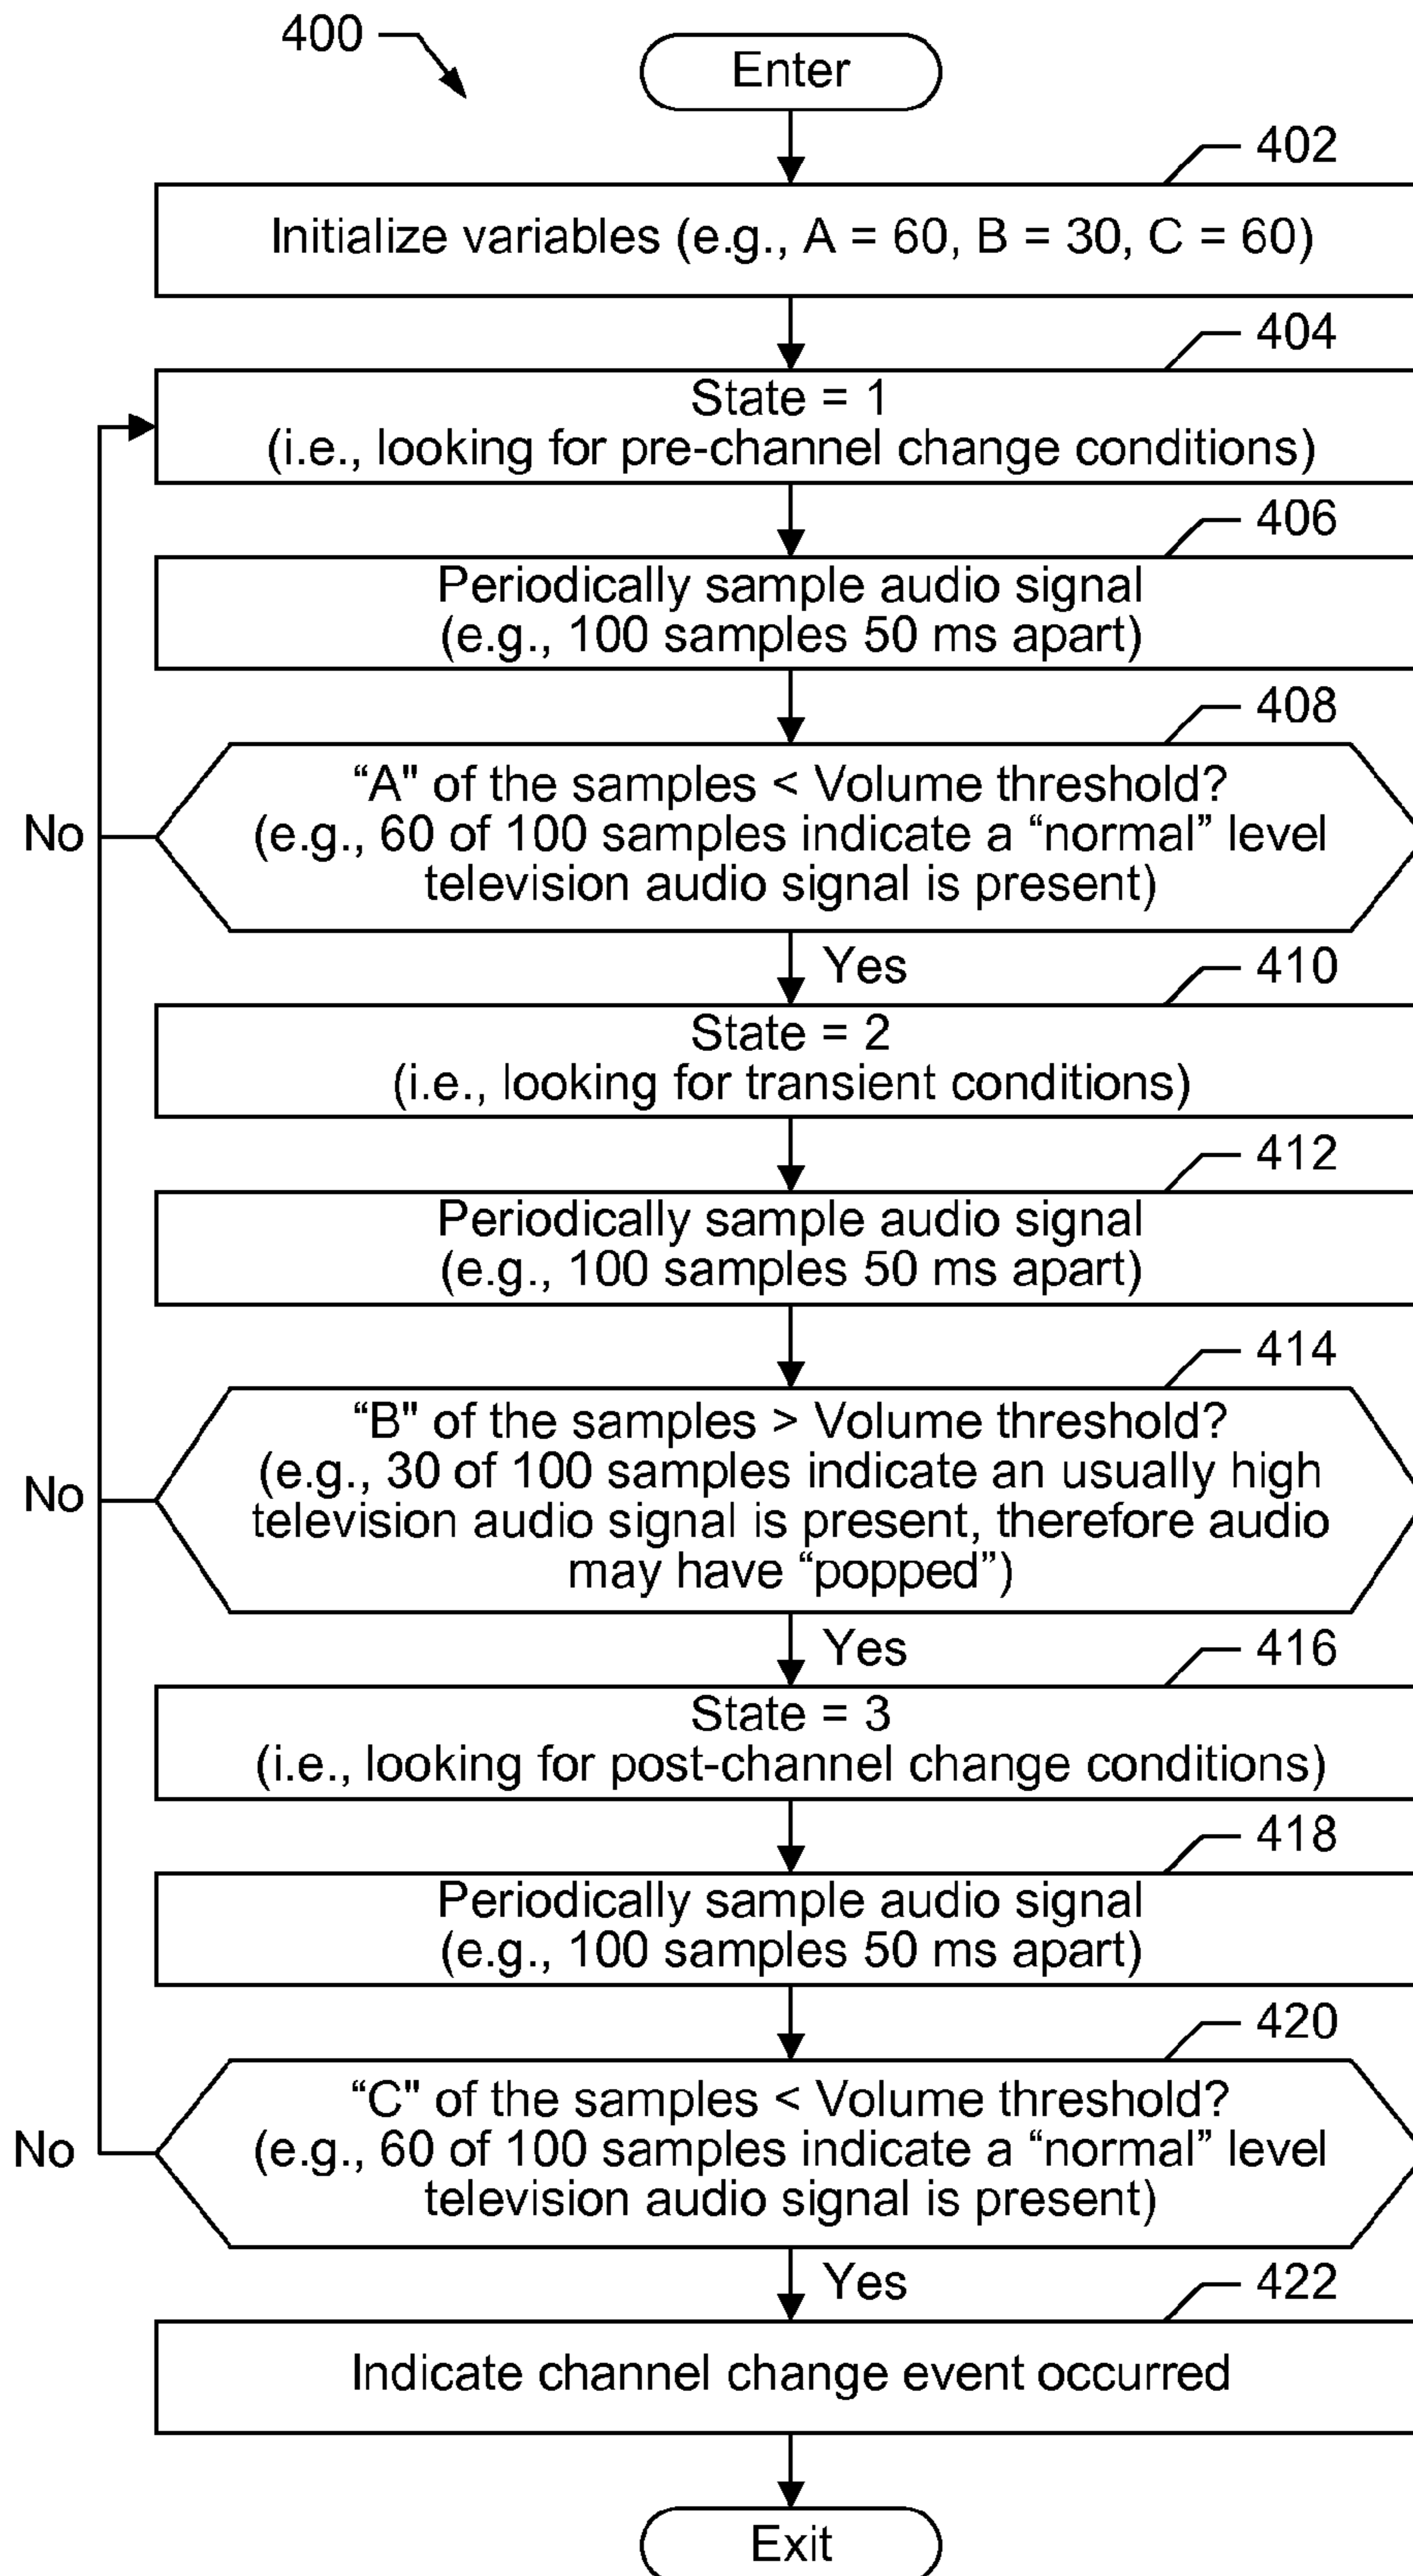 400
Enter
402
Initialize variables (e.g., A = 60, B = 30, C = 60)
404
State = 1
(i.e., looking for pre-channel change conditions)
406
Periodically sample audio signal
(e.g., 100 samples 50 ms apart)
408
“A" of the samples < Volume threshold?
(e.g., 60 of 100 samples indicate a “normal” level
television audio signal is present)
No
Yes
410
State = 2
(i.e., looking for transient conditions)
412
Periodically sample audio signal
(e.g., 100 samples 50 ms apart)
414
“B" of the samples > Volume threshold?
(e.g., 30 of 100 samples indicate an usually high
television audio signal is present, therefore audio
may have “popped”)
No
Yes
416
State = 3
(i.e., looking for post-channel change conditions)
418
Periodically sample audio signal
(e.g., 100 samples 50 ms apart)
420
“C" of the samples < Volume threshold?
(e.g., 60 of 100 samples indicate a “normal” level
television audio signal is present)
No
Yes
422
Indicate channel change event occurred
Exit